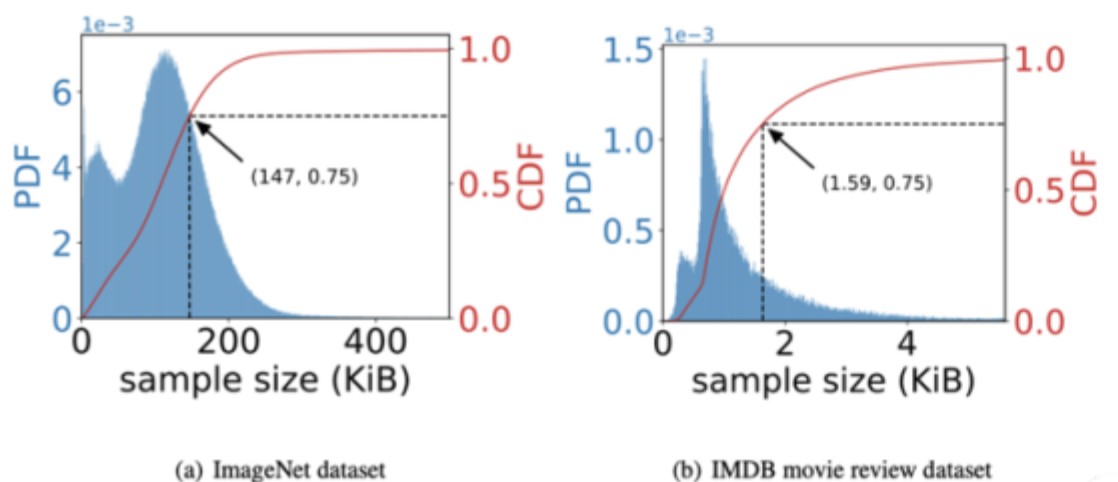 1e−3
PDF
6
4
2
0
0 200 400
sample size (KiB)
(147, 0.75)
1.0
0.5
0.0
CDF
(a) ImageNet dataset
1e−3
PDF
1.5
1.0
0.5
0.0
0 2 4
sample size (KiB)
(1.59, 0.75)
1.0
0.5
0.0
CDF
(b) IMDB movie review dataset